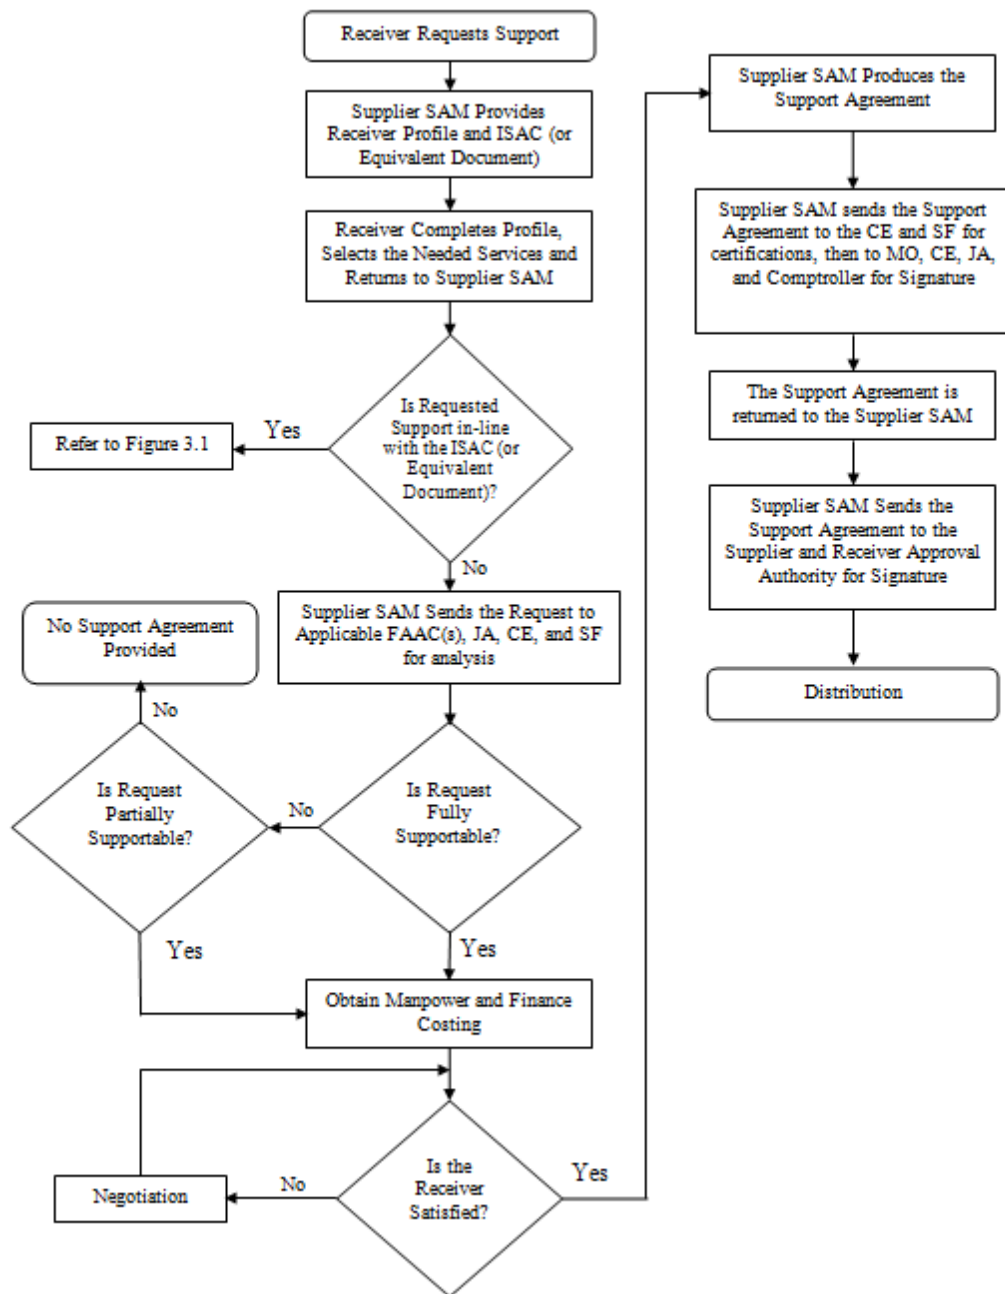 Receiver Requests Support
Supplier SAM Provides
Receiver Profile and ISAC (or
Equivalent Document)
Receiver Completes Profile,
Selects the Needed Services and
Returns to Supplier SAM
Is Requested
Support in-line
with the ISAC (or
Equivalent
Document)?
Yes
Refer to Figure 3.1
No
Supplier SAM Sends the Request to
Applicable FAAC(s), JA, CE, and SF
for analysis
Is Request
Fully
Supportable?
No
Is Request
Partially
Supportable?
No
No Support Agreement
Provided
Yes
Yes
Obtain Manpower and Finance
Costing
Is the
Receiver
Satisfied?
No
Negotiation
Yes
Supplier SAM Produces the
Support Agreement
Supplier SAM sends the Support
Agreement to the CE and SF for
certifications, then to MO, CE, JA,
and Comptroller for Signature
The Support Agreement is
returned to the Supplier SAM
Supplier SAM Sends the
Support Agreement to the
Supplier and Receiver Approval
Authority for Signature
Distribution